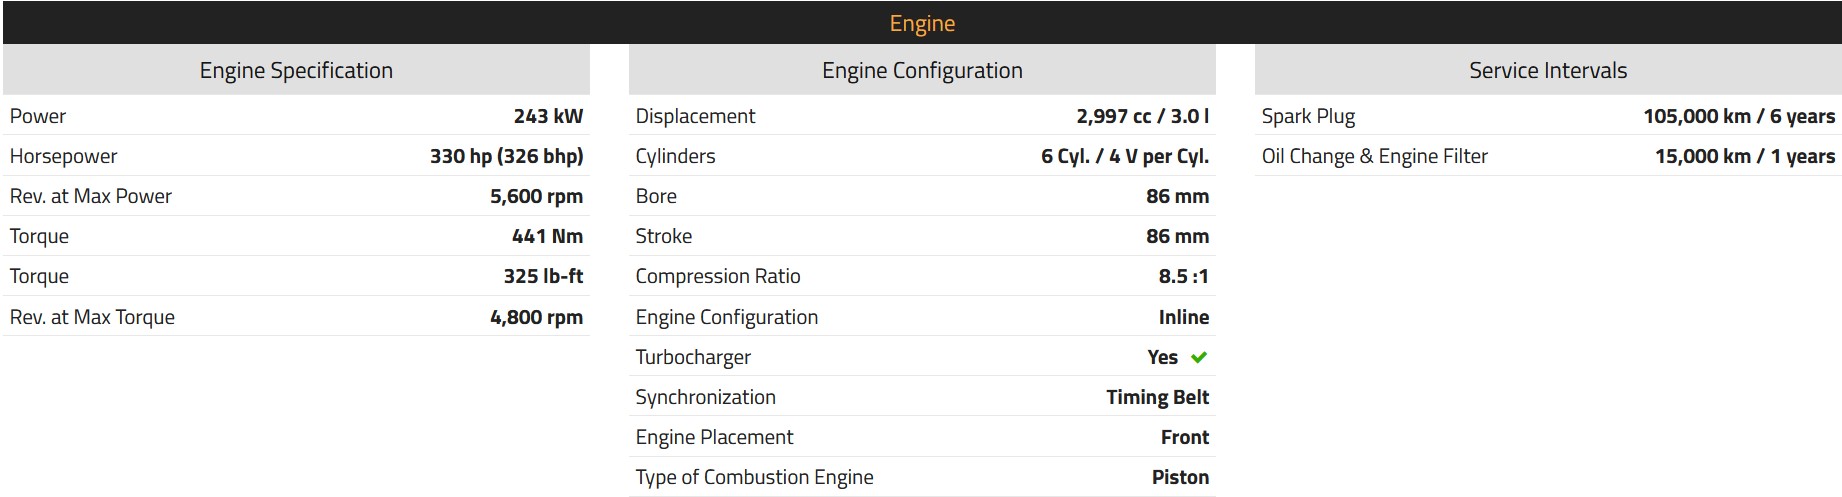 Engine
Engine Specification
Power 243 kW
Horsepower 330 hp (326 bhp)
Rev. at Max Power 5,600 rpm
Torque 441 Nm
Torque 325 lb-ft
Rev. at Max Torque 4,800 rpm
Engine Configuration
Displacement 2,997 cc / 3.0 l
Cylinders 6 Cyl. / 4 V per Cyl.
Bore 86 mm
Stroke 86 mm
Compression Ratio 8.5 :1
Engine Configuration Inline
Turbocharger Yes
Synchronization Timing Belt
Engine Placement Front
Type of Combustion Engine Piston
Service Intervals
Spark Plug 105,000 km / 6 years
Oil Change & Engine Filter 15,000 km / 1 years